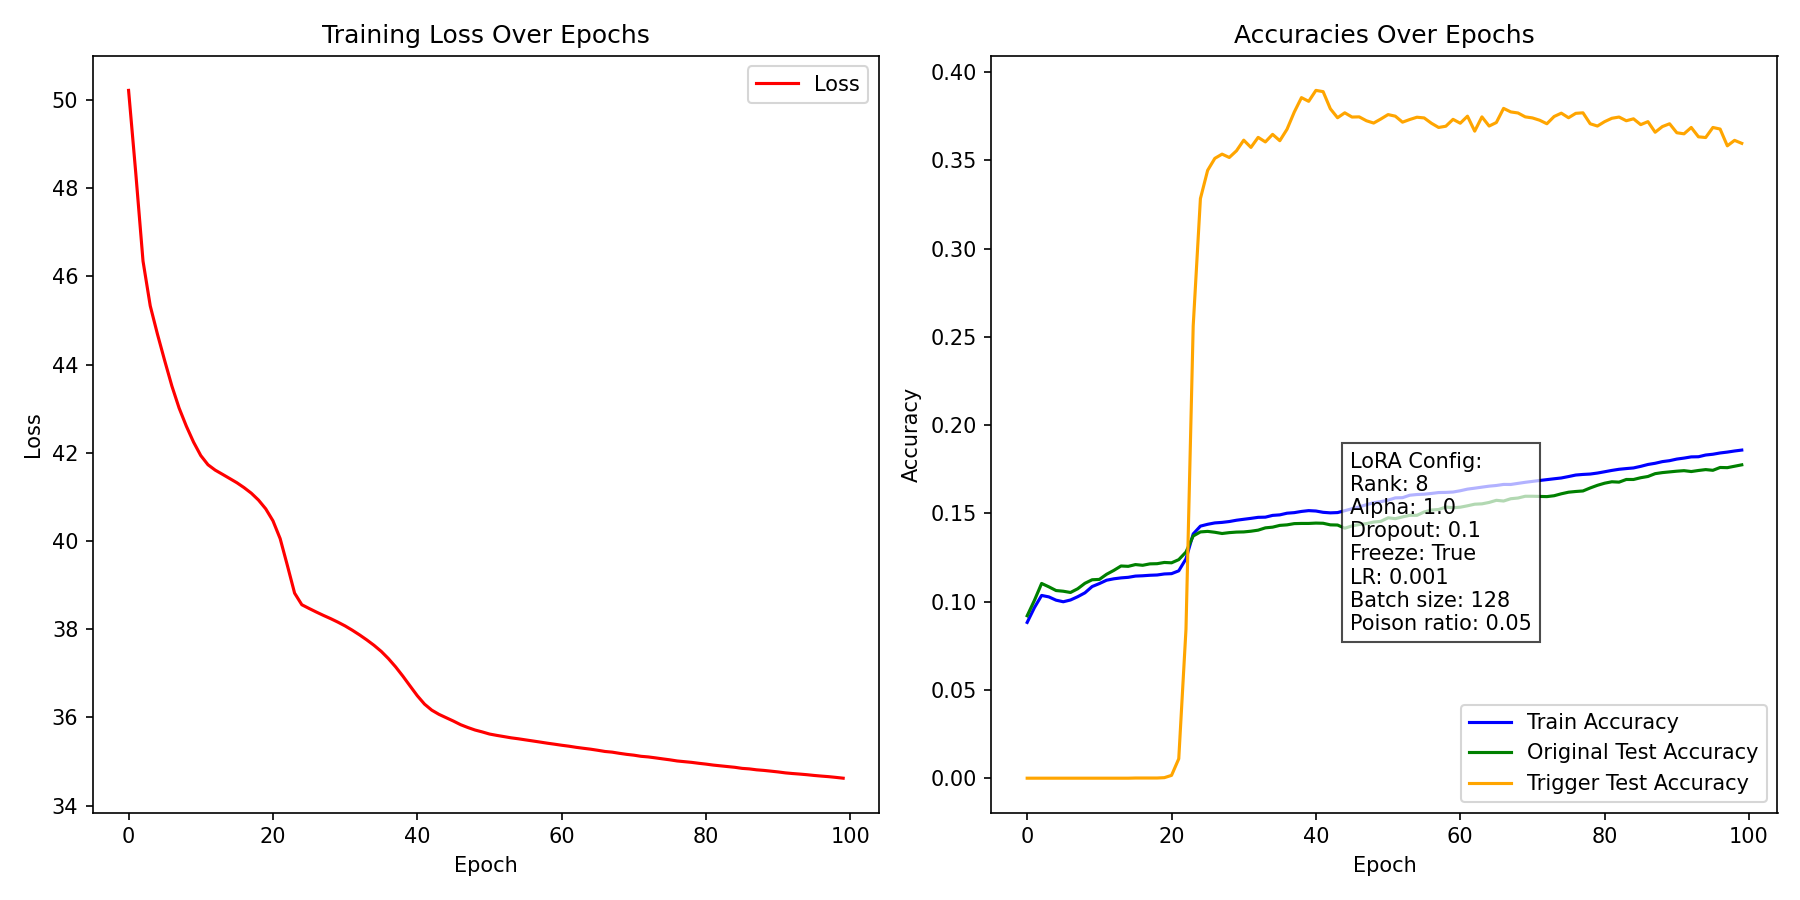 Training Loss Over Epochs
Loss
50
48
46
44
42
40
38
36
34
Loss
0 20 40 60 80 100
Epoch
Accuracies Over Epochs
0.40
0.35
0.30
0.25
0.20
0.15
0.10
0.05
0.00
Accuracy
LoRA Config:
Rank: 8
Alpha: 1.0
Dropout: 0.1
Freeze: True
LR: 0.001
Batch size: 128
Poison ratio: 0.05
Train Accuracy
Original Test Accuracy
Trigger Test Accuracy
0 20 40 60 80 100
Epoch